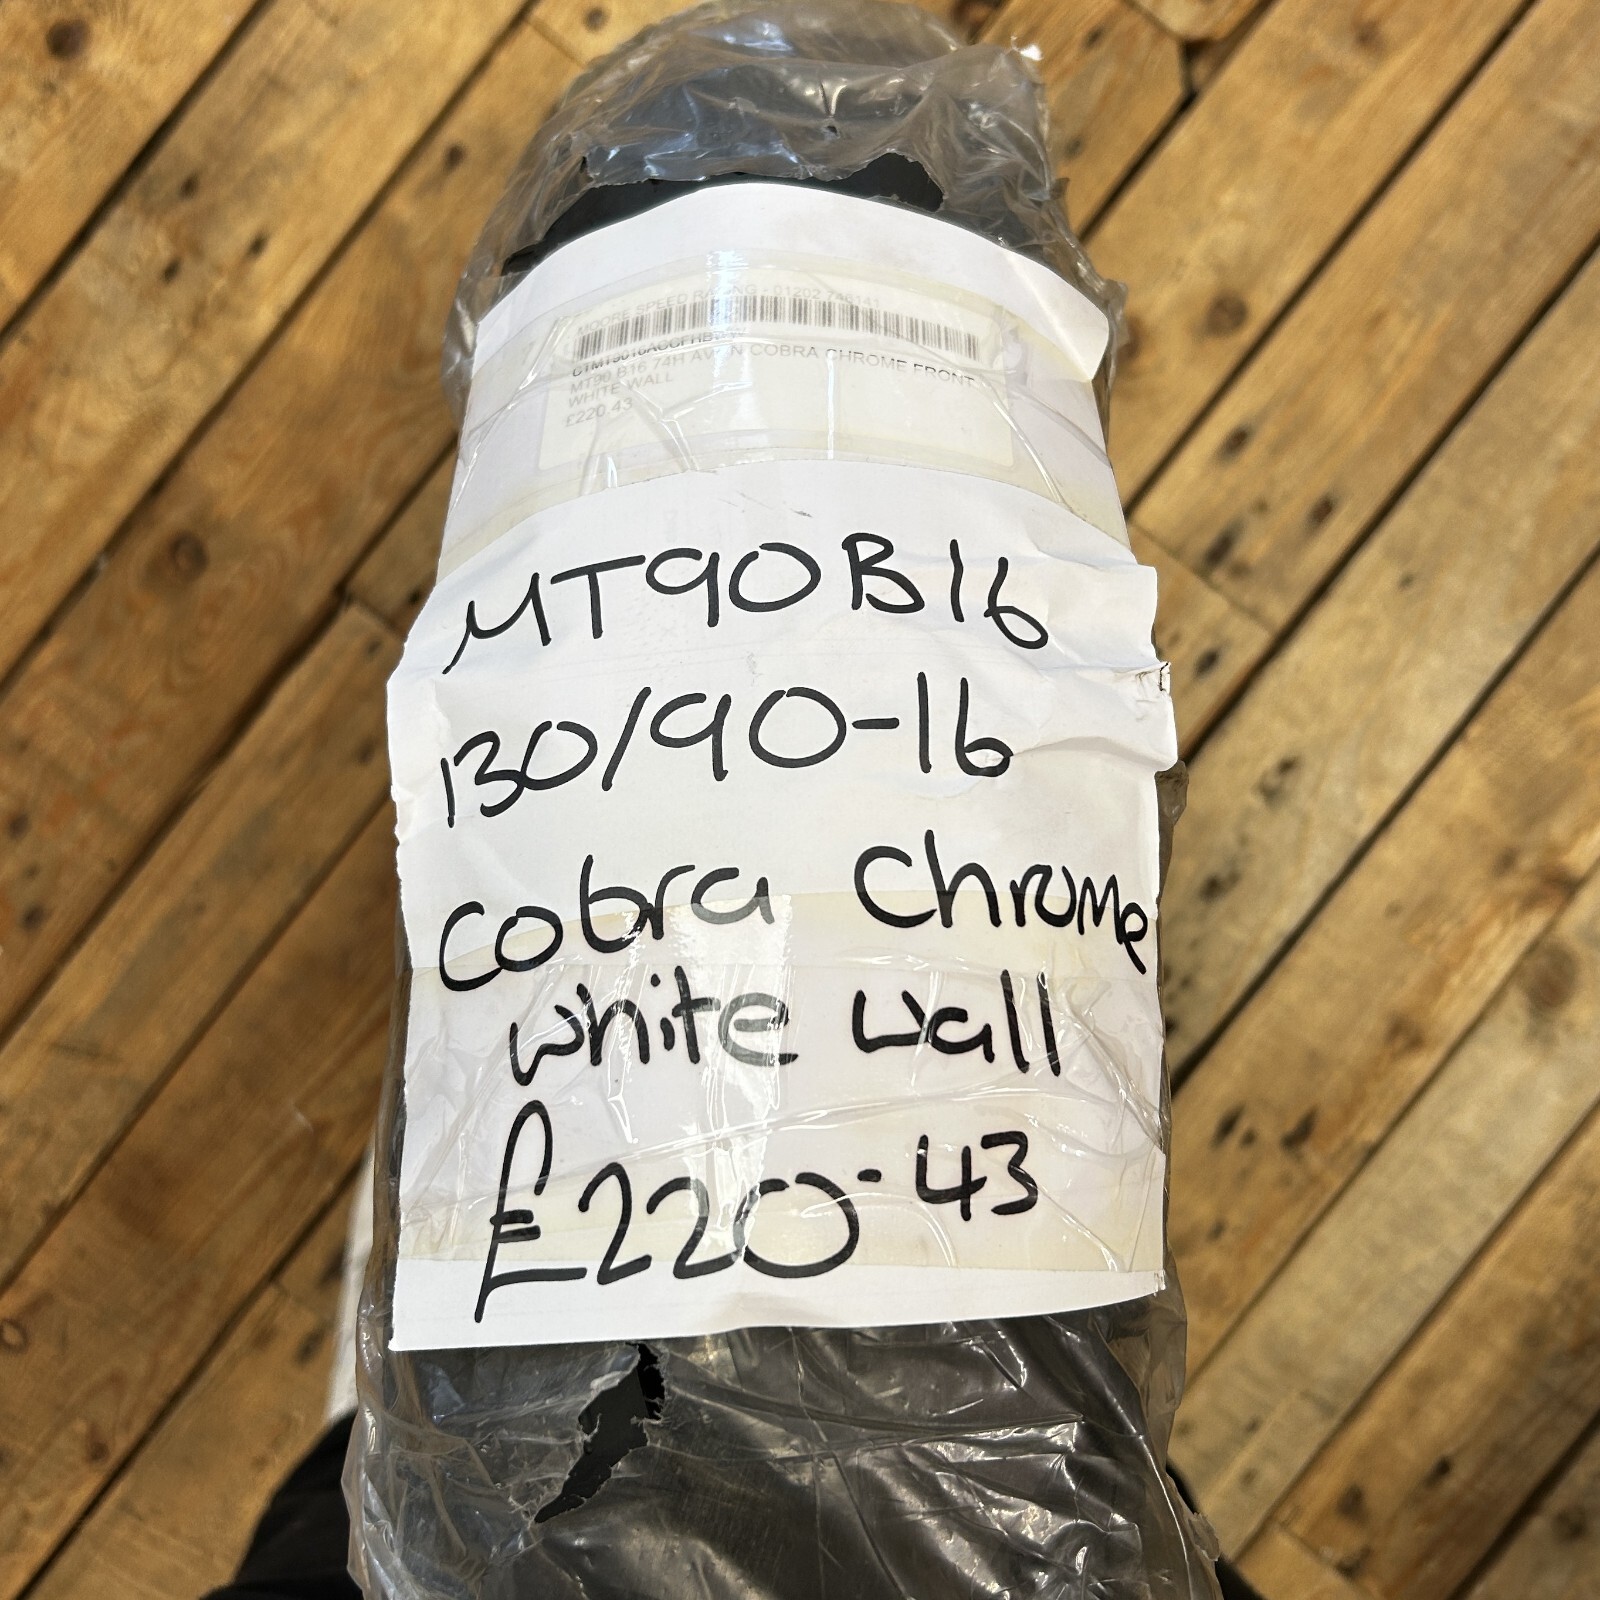 MOORE SPEED RACING - 01202 746141
MT90 B16 74H AVON COBRA CHROME FRONT
WHITE WALL
£220.43
MT90B16
130/90-16
cobra Chrome
white wall
£220.43